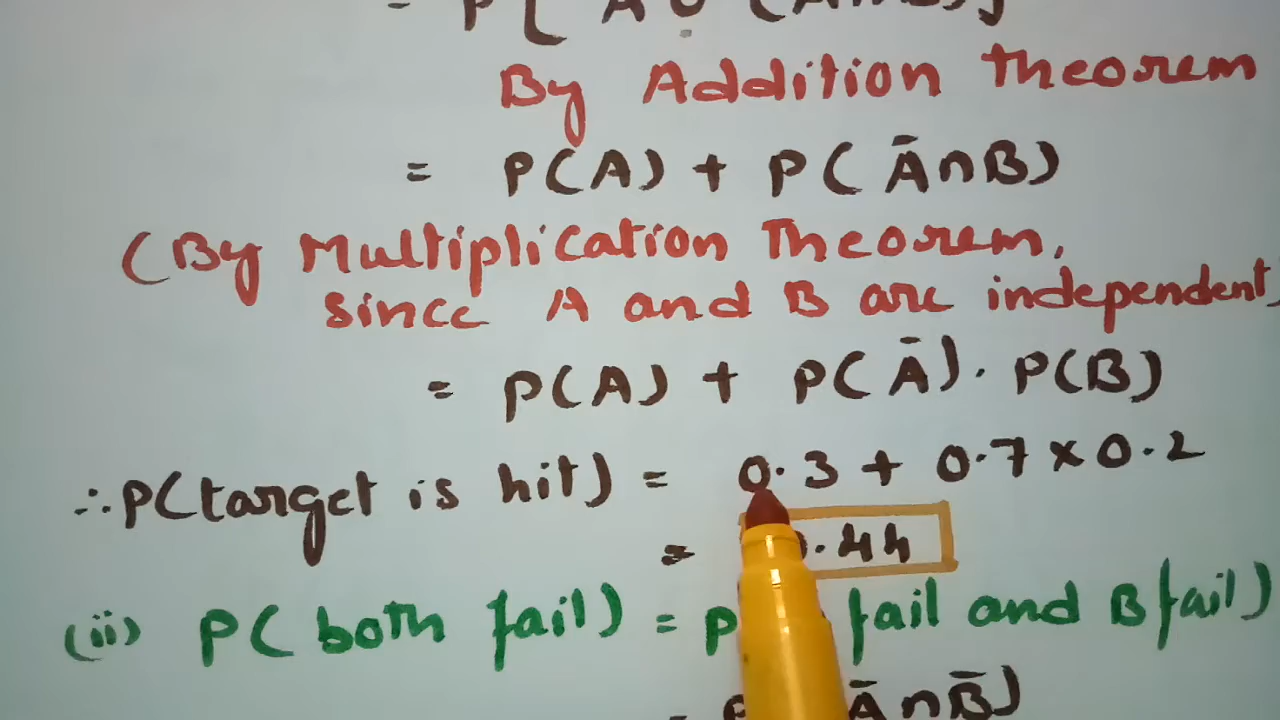 = P[A ∪ (Ā∩B)]
By Addition Theorem
= P(A) + P(Ā∩B)
(By Multiplication Theorem,
since A and B are independent)
= P(A) + P(Ā). P(B)
∴P(target is hit) = 0.3 + 0.7 × 0.2
= 0.44
(ii) P(both fail) = P fail and B fail)
= P Ā∩B̄)